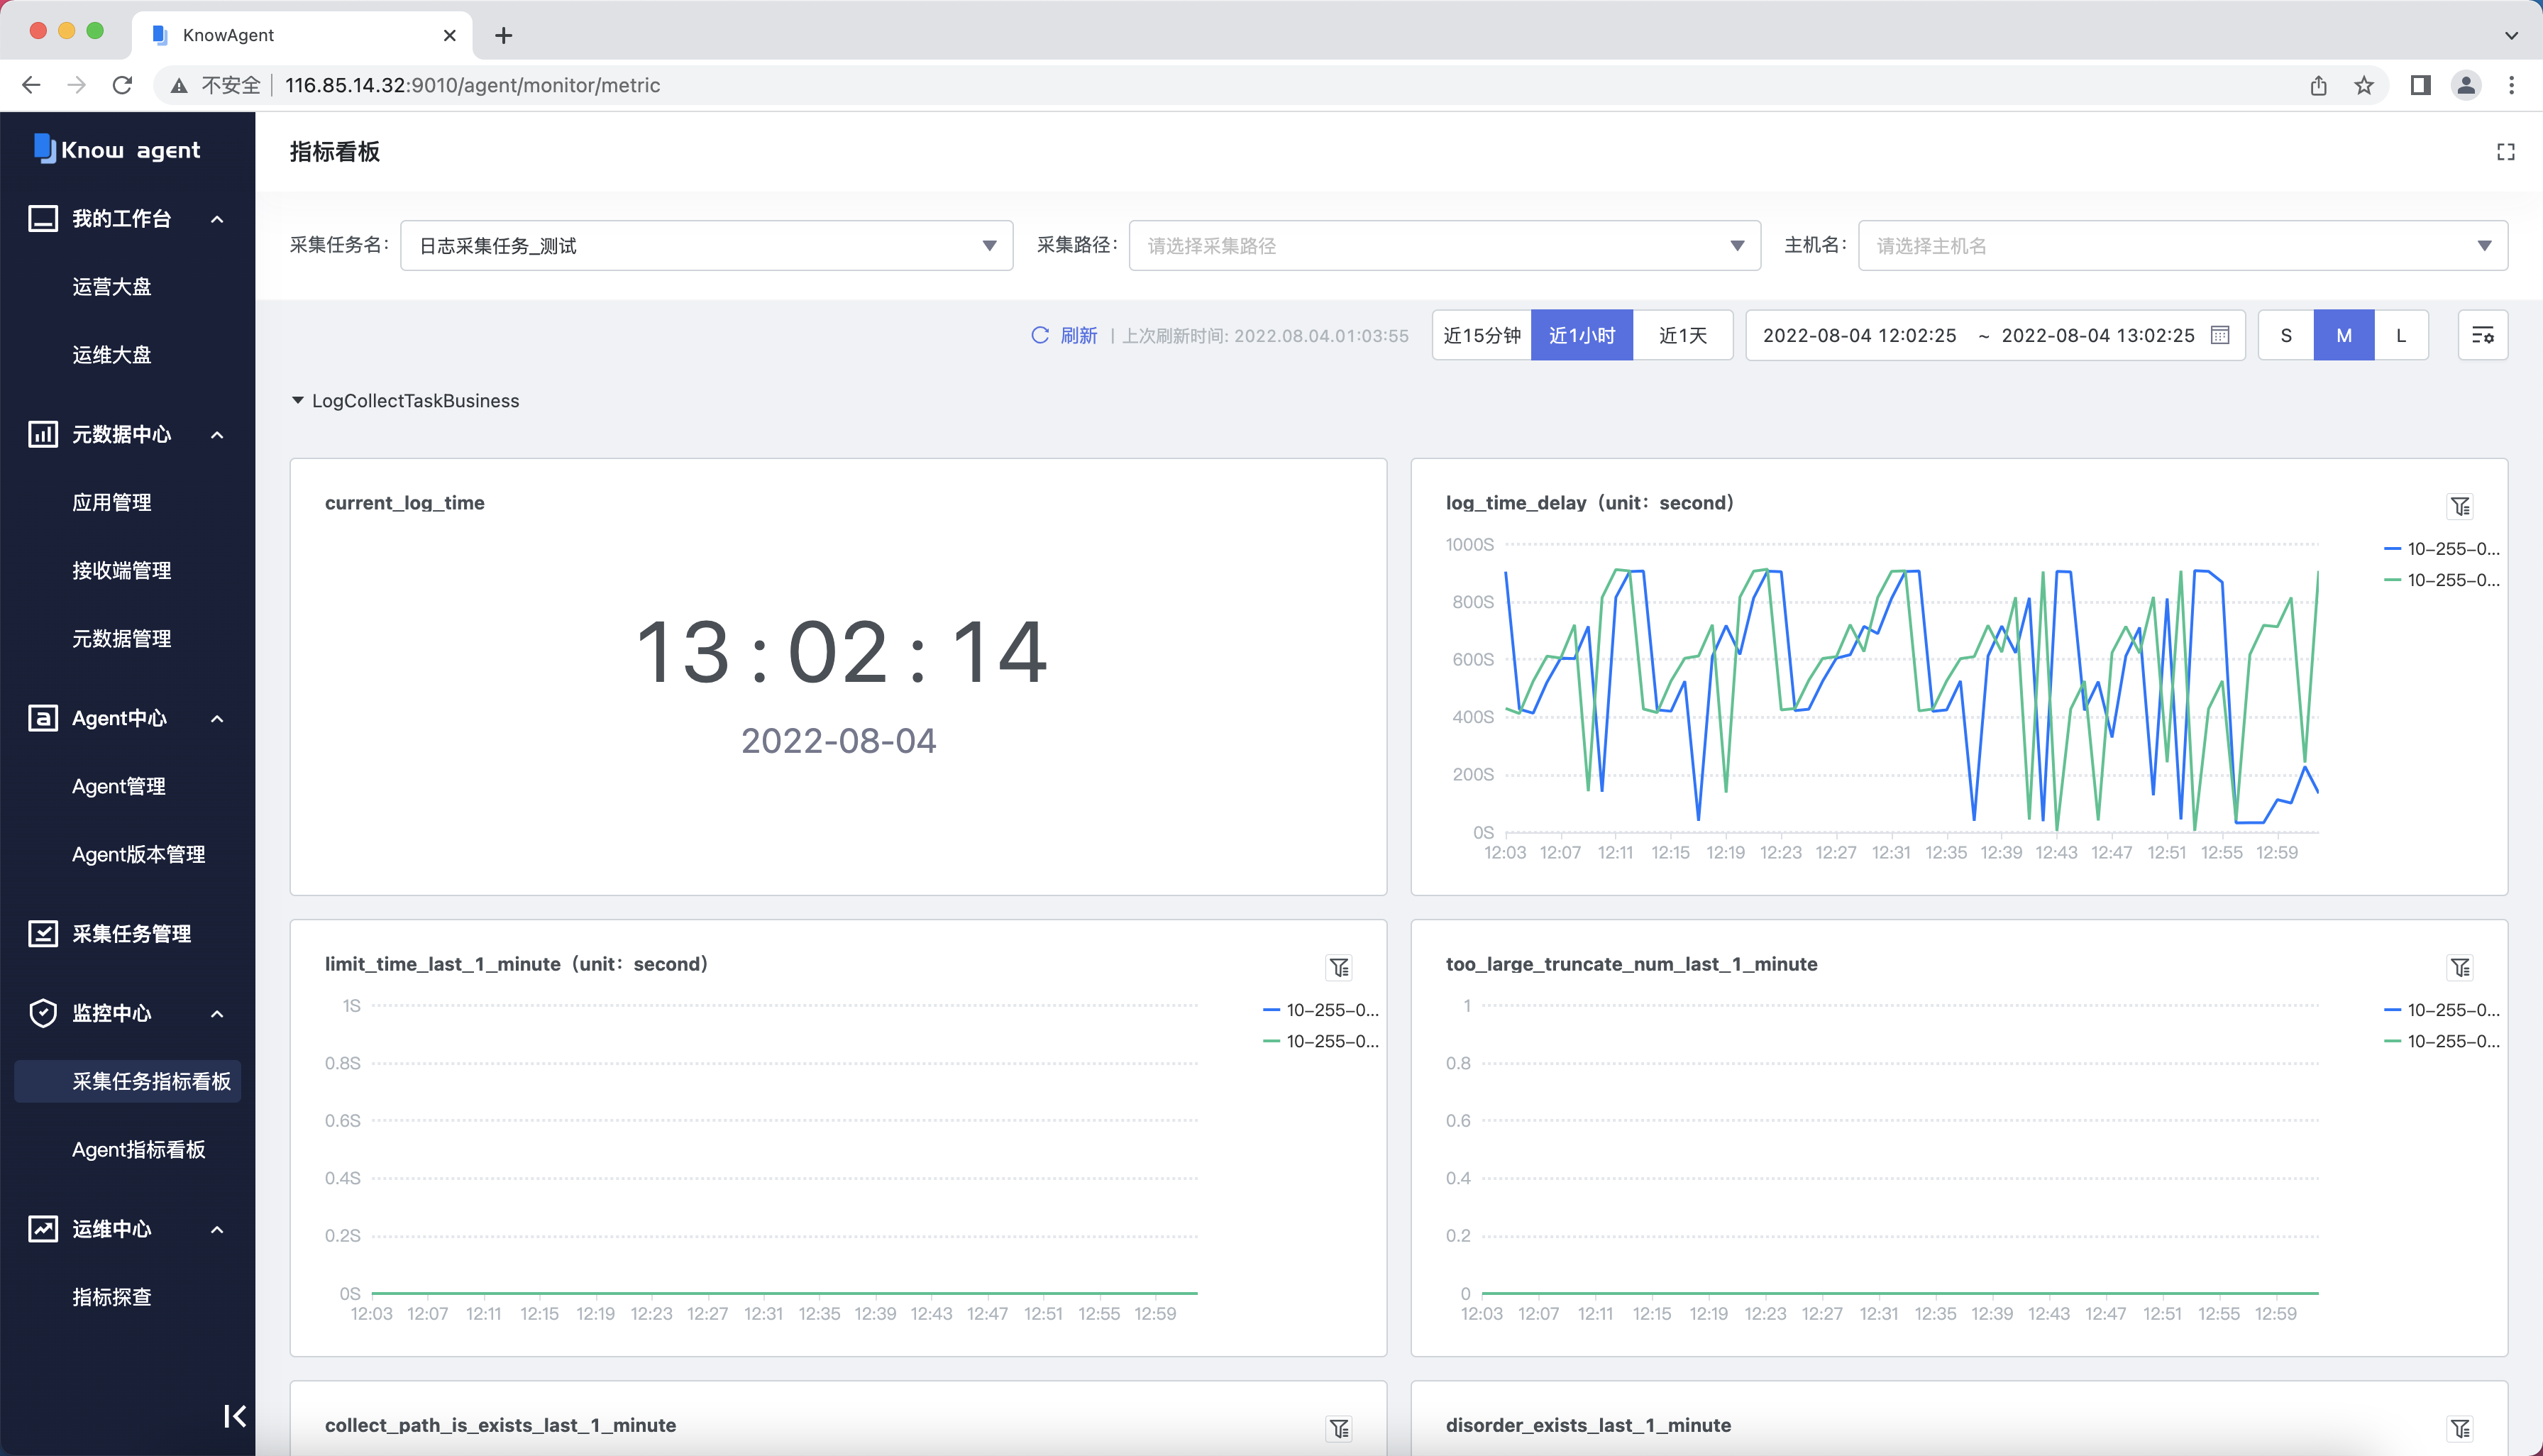 KnowAgent
不安全 | 116.85.14.32:9010/agent/monitor/metric
Know agent
我的工作台
运营大盘
运维大盘
元数据中心
应用管理
接收端管理
元数据管理
Agent中心
Agent管理
Agent版本管理
采集任务管理
监控中心
采集任务指标看板
Agent指标看板
运维中心
指标探查
指标看板
采集任务名: 日志采集任务_测试 采集路径: 请选择采集路径 主机名: 请选择主机名
刷新 | 上次刷新时间: 2022.08.04.01:03:55 近15分钟 近1小时 近1天 2022-08-04 12:02:25 ~ 2022-08-04 13:02:25 S M L
LogCollectTaskBusiness
current_log_time
13:02:14
2022-08-04
log_time_delay（unit：second）
10-255-0...
10-255-0...
1000S
800S
600S
400S
200S
0S
12:03 12:07 12:11 12:15 12:19 12:23 12:27 12:31 12:35 12:39 12:43 12:47 12:51 12:55 12:59
limit_time_last_1_minute（unit：second）
10-255-0...
10-255-0...
1S
0.8S
0.6S
0.4S
0.2S
0S
12:03 12:07 12:11 12:15 12:19 12:23 12:27 12:31 12:35 12:39 12:43 12:47 12:51 12:55 12:59
too_large_truncate_num_last_1_minute
10-255-0...
10-255-0...
1
0.8
0.6
0.4
0.2
0
12:03 12:07 12:11 12:15 12:19 12:23 12:27 12:31 12:35 12:39 12:43 12:47 12:51 12:55 12:59
collect_path_is_exists_last_1_minute
disorder_exists_last_1_minute